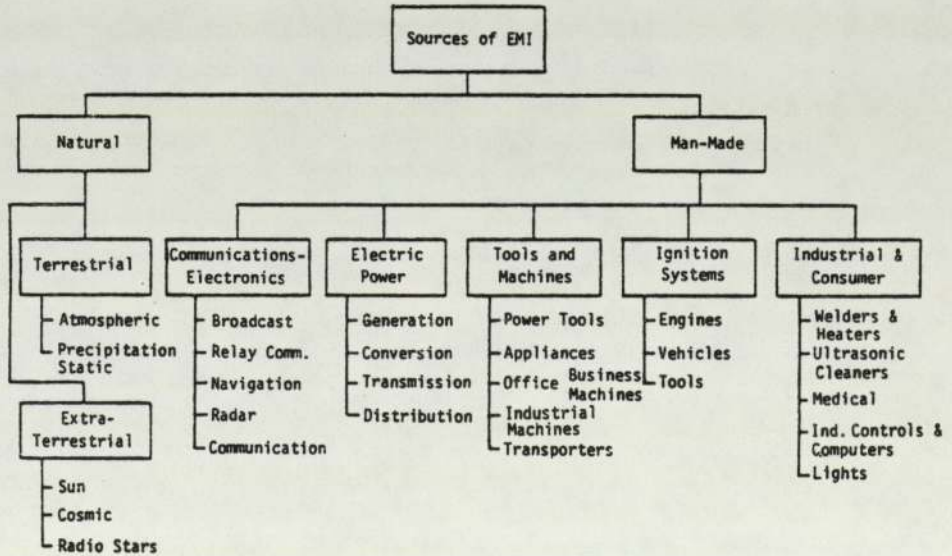 Sources of EMI
Natural
Man-Made
Terrestrial
Atmospheric
Precipitation
Static
Extra-
Terrestrial
Sun
Cosmic
Radio Stars
Communications-
Electronics
Broadcast
Relay Comm.
Navigation
Radar
Communication
Electric
Power
Generation
Conversion
Transmission
Distribution
Tools and
Machines
Power Tools
Appliances
Office Business
Machines
Industrial
Machines
Transporters
Ignition
Systems
Engines
Vehicles
Tools
Industrial &
Consumer
Welders &
Heaters
Ultrasonic
Cleaners
Medical
Ind. Controls &
Computers
Lights